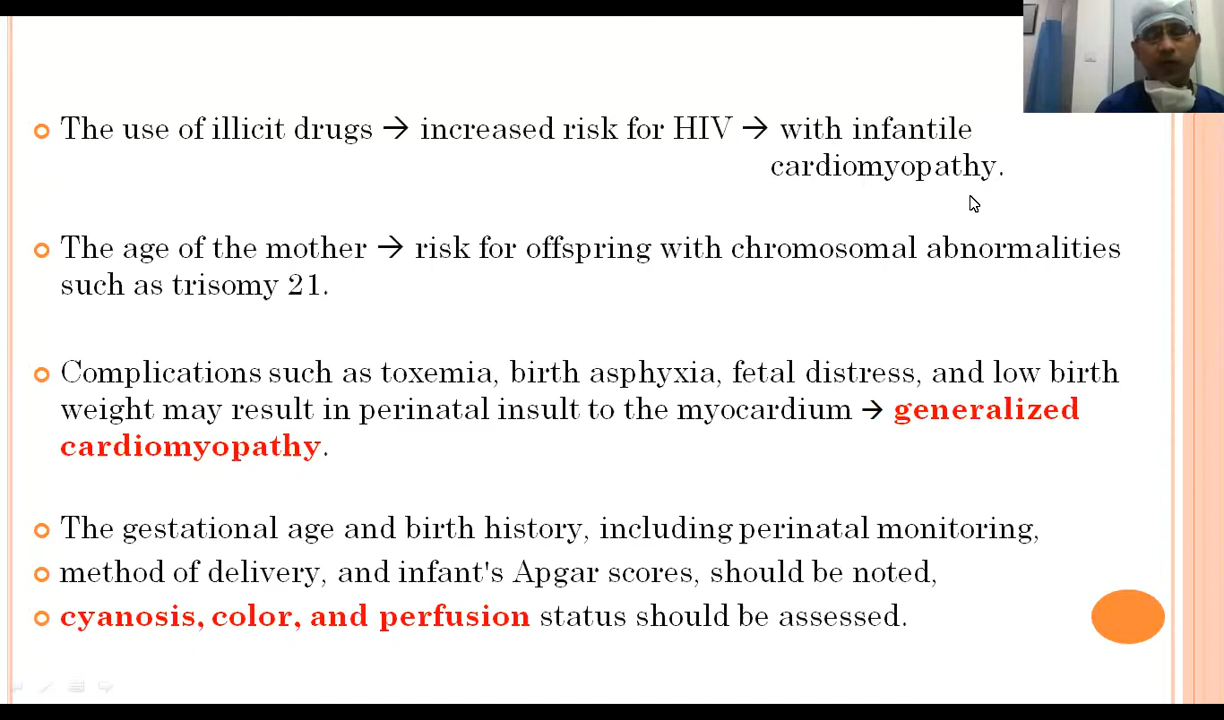 The use of illicit drugs → increased risk for HIV → with infantile
cardiomyopathy.
The age of the mother → risk for offspring with chromosomal abnormalities
such as trisomy 21.
Complications such as toxemia, birth asphyxia, fetal distress, and low birth
weight may result in perinatal insult to the myocardium → generalized
cardiomyopathy.
The gestational age and birth history, including perinatal monitoring,
method of delivery, and infant's Apgar scores, should be noted,
cyanosis, color, and perfusion status should be assessed.